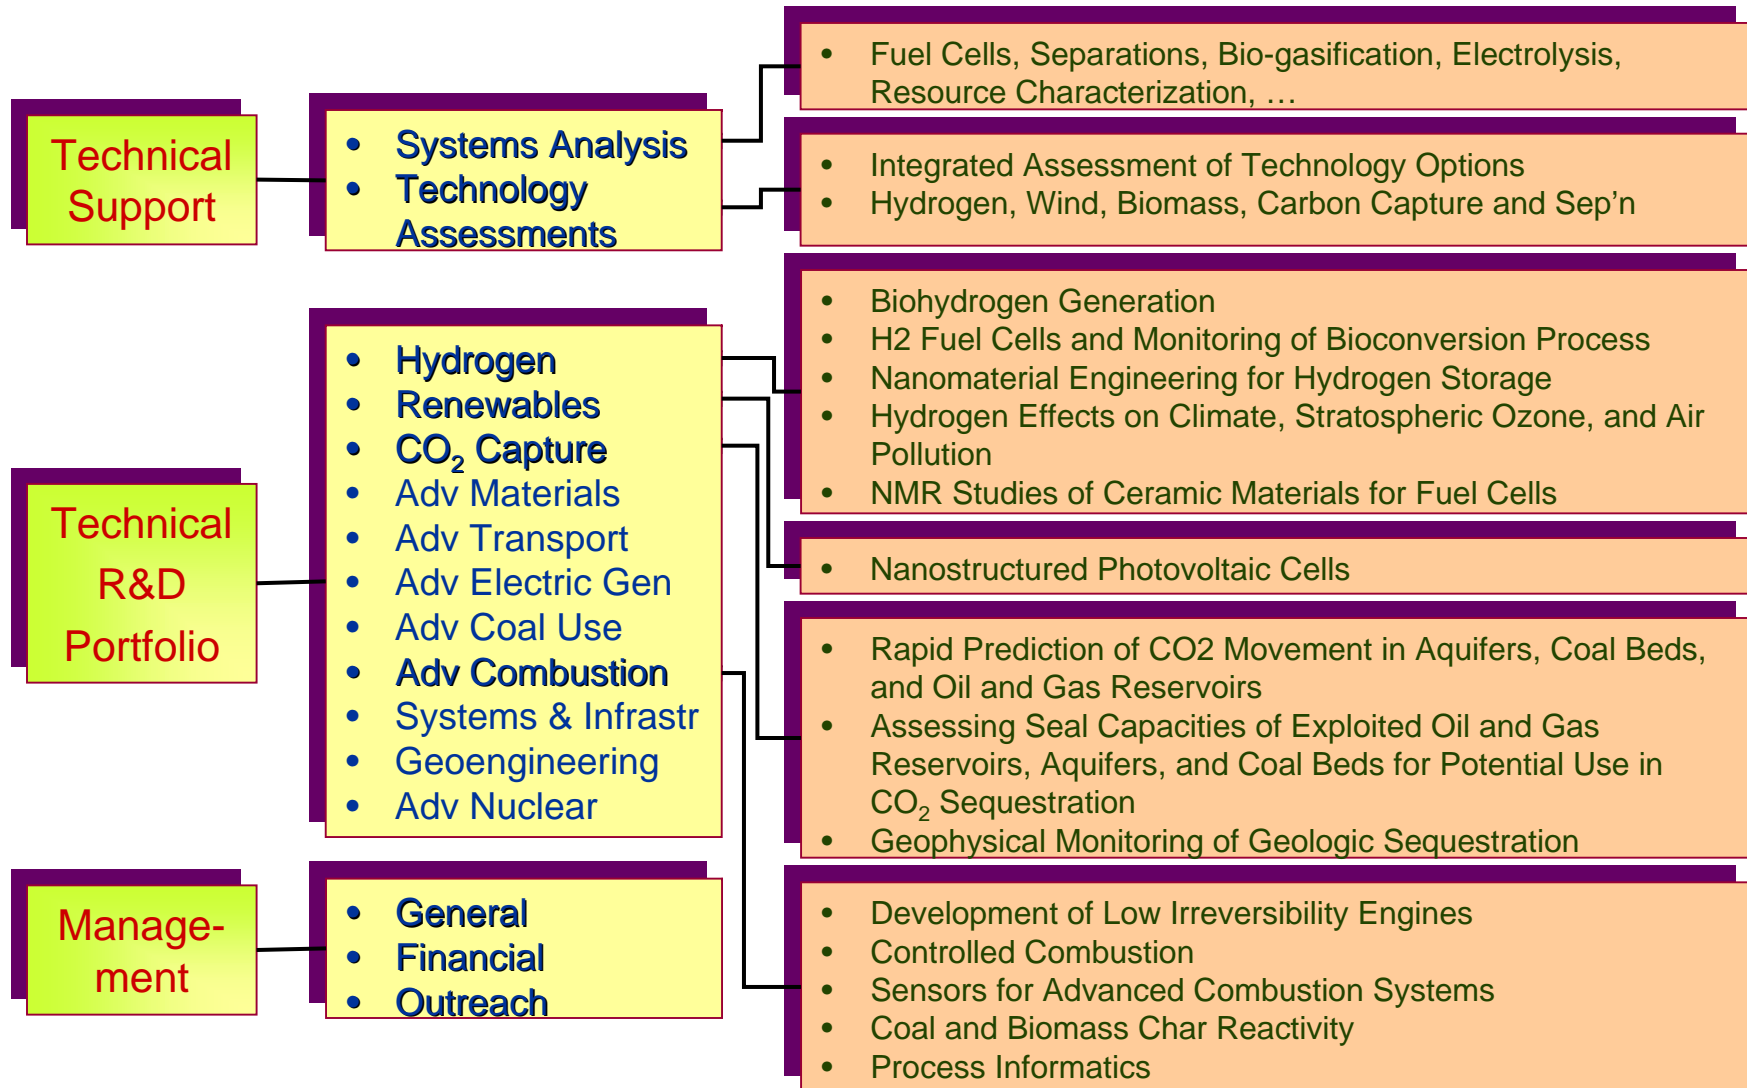 Technical
Support
• Systems Analysis
• Technology
Assessments
• Fuel Cells, Separations, Bio-gasification, Electrolysis,
Resource Characterization, …
• Integrated Assessment of Technology Options
• Hydrogen, Wind, Biomass, Carbon Capture and Sep’n
Technical
R&D
Portfolio
• Hydrogen
• Renewables
• CO₂ Capture
• Adv Materials
• Adv Transport
• Adv Electric Gen
• Adv Coal Use
• Adv Combustion
• Systems & Infrastr
• Geoengineering
• Adv Nuclear
• Biohydrogen Generation
• H2 Fuel Cells and Monitoring of Bioconversion Process
• Nanomaterial Engineering for Hydrogen Storage
• Hydrogen Effects on Climate, Stratospheric Ozone, and Air
Pollution
• NMR Studies of Ceramic Materials for Fuel Cells
• Nanostructured Photovoltaic Cells
• Rapid Prediction of CO2 Movement in Aquifers, Coal Beds,
and Oil and Gas Reservoirs
• Assessing Seal Capacities of Exploited Oil and Gas
Reservoirs, Aquifers, and Coal Beds for Potential Use in
CO₂ Sequestration
• Geophysical Monitoring of Geologic Sequestration
• Development of Low Irreversibility Engines
• Controlled Combustion
• Sensors for Advanced Combustion Systems
• Coal and Biomass Char Reactivity
• Process Informatics
Manage-
ment
• General
• Financial
• Outreach